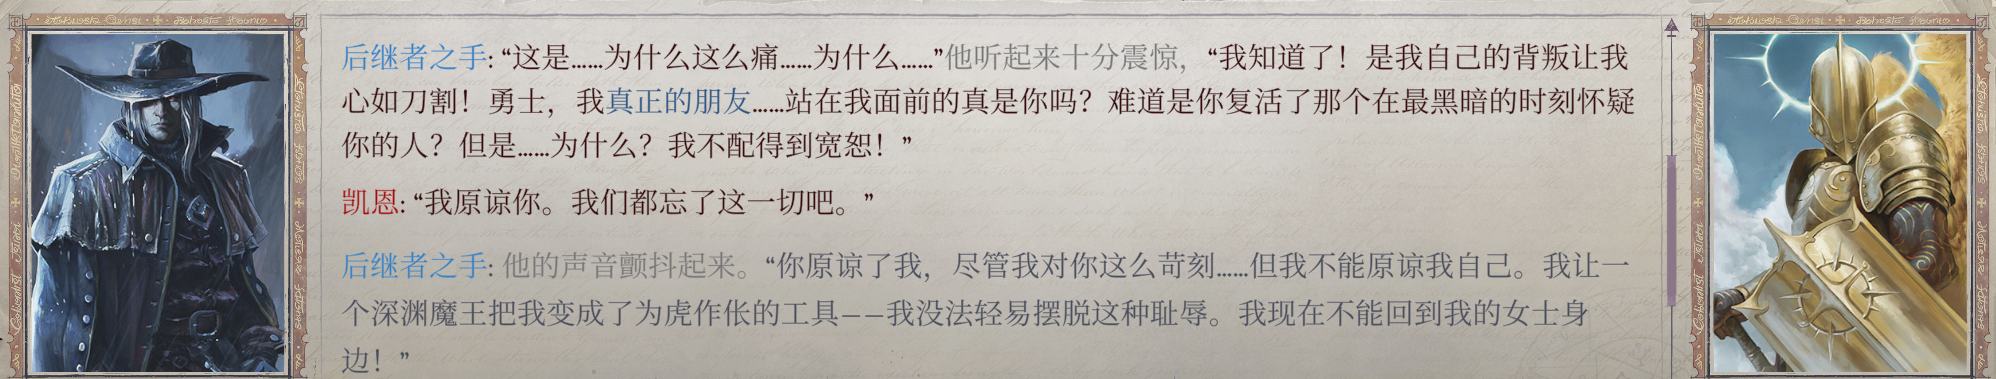 后继者之手: “这是……为什么这么痛……为什么……”他听起来十分震惊，“我知道了！是我自己的背叛让我
心如刀割！勇士，我真正的朋友……站在我面前的真是你吗？难道是你复活了那个在最黑暗的时刻怀疑
你的人？但是……为什么？我不配得到宽恕！”
凯恩: “我原谅你。我们都忘了这一切吧。”
后继者之手: 他的声音颤抖起来。“你原谅了我，尽管我对你这么苛刻……但我不能原谅我自己。我让一
个深渊魔王把我变成了为虎作伥的工具——我没法轻易摆脱这种耻辱。我现在不能回到我的女士身
边！”